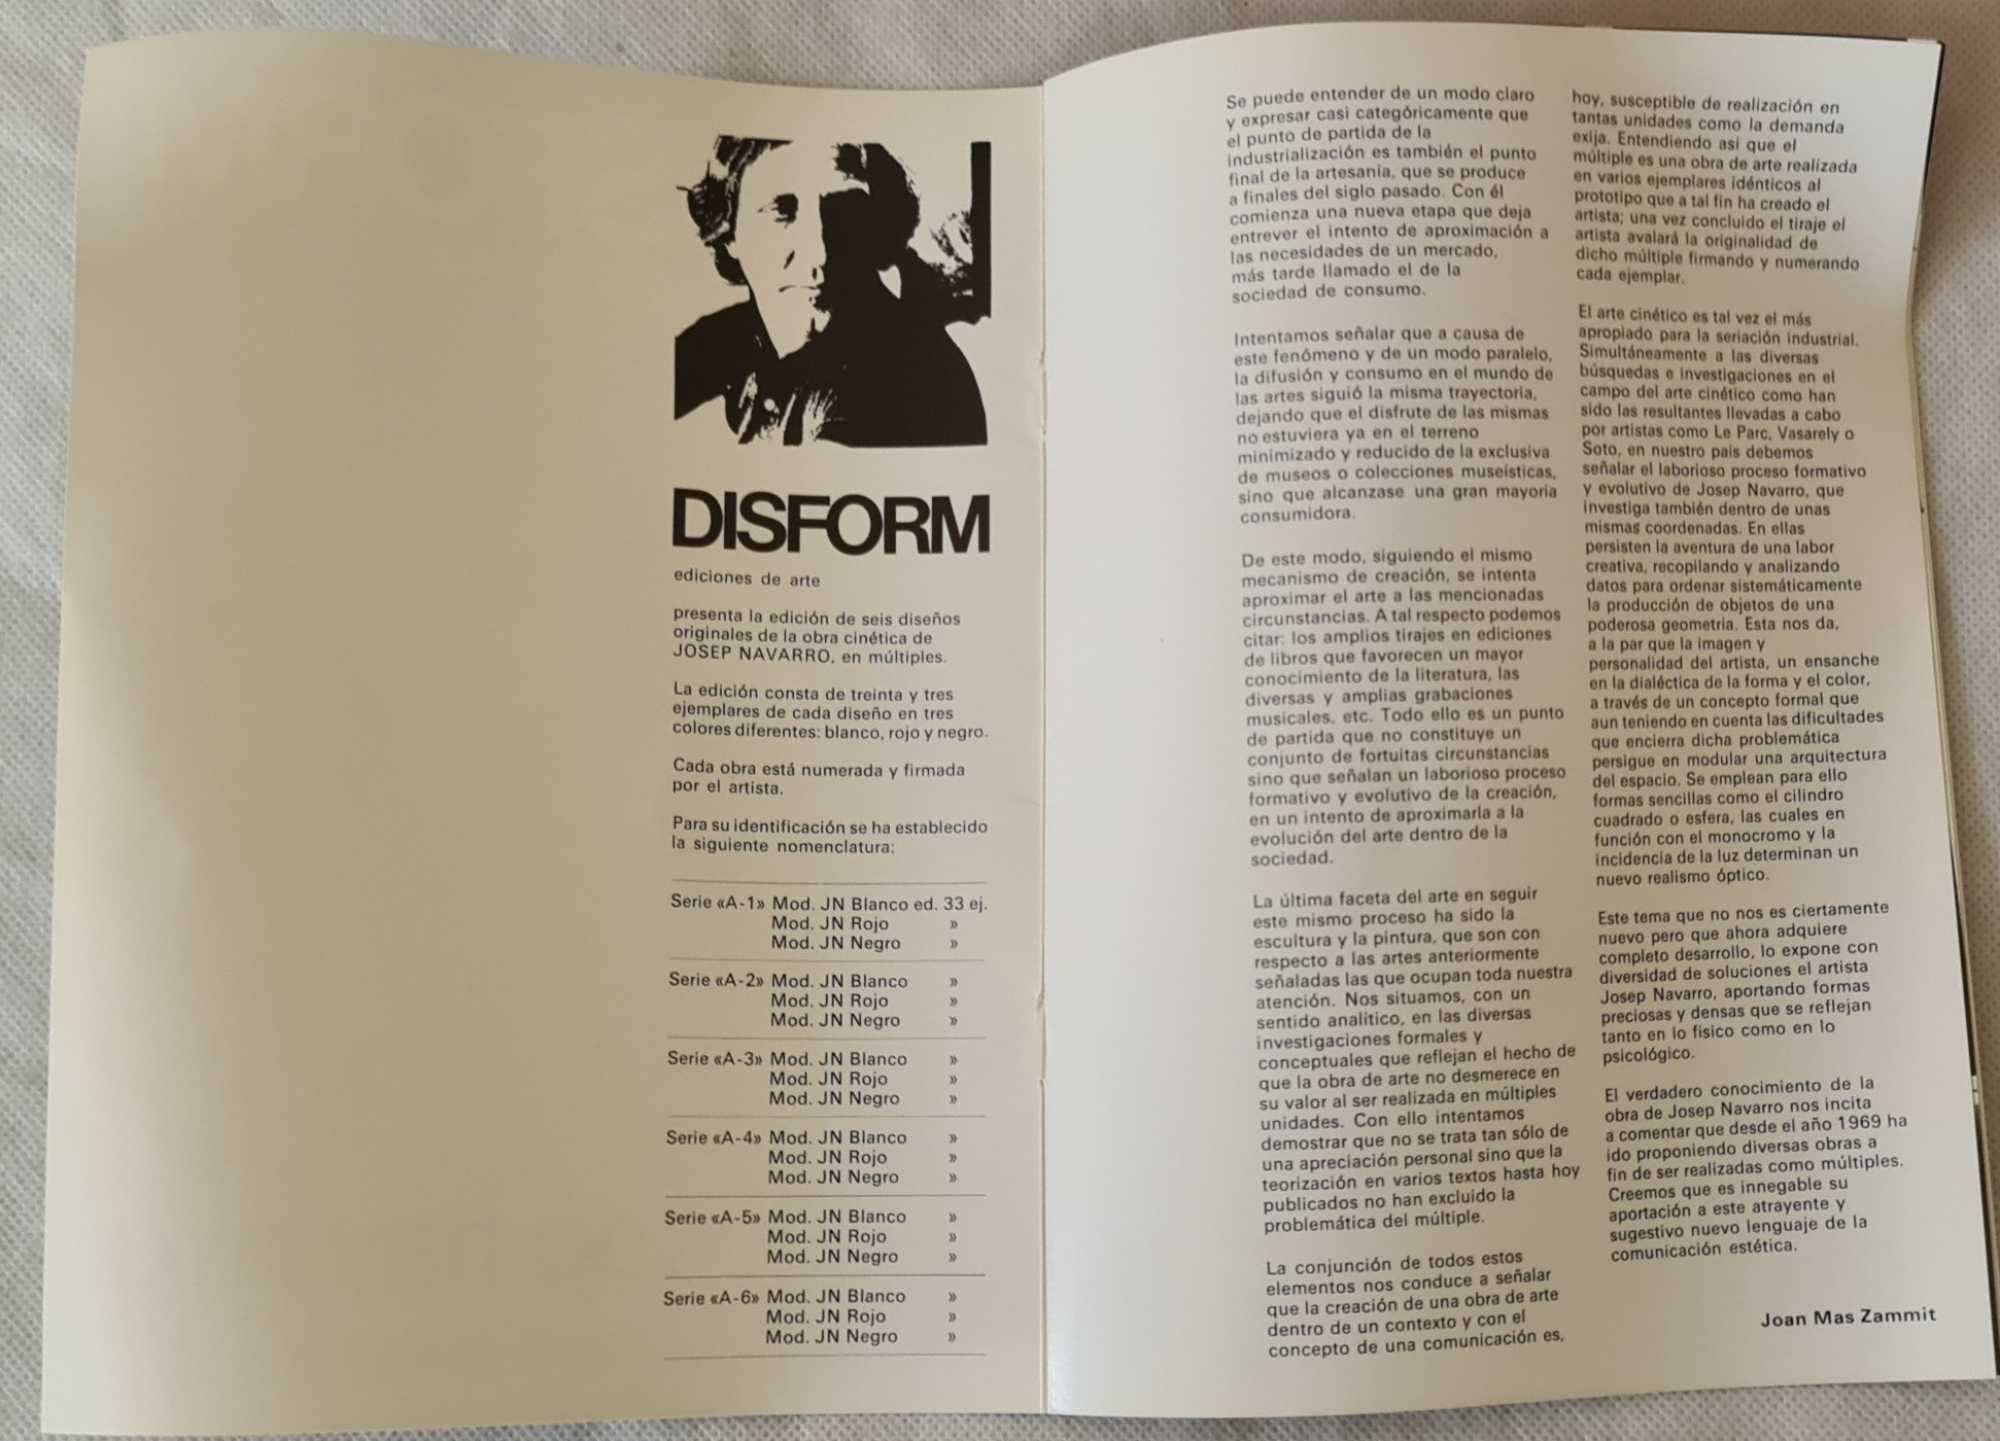 DISFORM
ediciones de arte
presenta la edición de seis diseños
originales de la obra cinética de
JOSEP NAVARRO, en múltiples.
La edición consta de treinta y tres
ejemplares de cada diseño en tres
colores diferentes: blanco, rojo y negro.
Cada obra está numerada y firmada
por el artista.
Para su identificación se ha establecido
la siguiente nomenclatura:
Serie «A-1» Mod. JN Blanco ed. 33 ej.
Mod. JN Rojo »
Mod. JN Negro »
Serie «A-2» Mod. JN Blanco »
Mod. JN Rojo »
Mod. JN Negro »
Serie «A-3» Mod. JN Blanco »
Mod. JN Rojo »
Mod. JN Negro »
Serie «A-4» Mod. JN Blanco »
Mod. JN Rojo »
Mod. JN Negro »
Serie «A-5» Mod. JN Blanco »
Mod. JN Rojo »
Mod. JN Negro »
Serie «A-6» Mod. JN Blanco »
Mod. JN Rojo »
Mod. JN Negro »
Se puede entender de un modo claro
y expresar casi categóricamente que
el punto de partida de la
industrialización es también el punto
final de la artesanía, que se produce
a finales del siglo pasado. Con él
comienza una nueva etapa que deja
entrever el intento de aproximación a
las necesidades de un mercado,
más tarde llamado el de la
sociedad de consumo.
Intentamos señalar que a causa de
este fenómeno y de un modo paralelo,
la difusión y consumo en el mundo de
las artes siguió la misma trayectoria,
dejando que el disfrute de las mismas
no estuviera ya en el terreno
minimizado y reducido de la exclusiva
de museos o colecciones museísticas,
sino que alcanzase una gran mayoría
consumidora.
De este modo, siguiendo el mismo
mecanismo de creación, se intenta
aproximar el arte a las mencionadas
circunstancias. A tal respecto podemos
citar: los amplios tirajes en ediciones
de libros que favorecen un mayor
conocimiento de la literatura, las
diversas y amplias grabaciones
musicales, etc. Todo ello es un punto
de partida que no constituye un
conjunto de fortuitas circunstancias
sino que señalan un laborioso proceso
formativo y evolutivo de la creación,
en un intento de aproximarla a la
evolución del arte dentro de la
sociedad.
La última faceta del arte en seguir
este mismo proceso ha sido la
escultura y la pintura, que son con
respecto a las artes anteriormente
señaladas las que ocupan toda nuestra
atención. Nos situamos, con un
sentido analítico, en las diversas
investigaciones formales y
conceptuales que reflejan el hecho de
que la obra de arte no desmerece en
su valor al ser realizada en múltiples
unidades. Con ello intentamos
demostrar que no se trata tan sólo de
una apreciación personal sino que la
teorización en varios textos hasta hoy
publicados no han excluido la
problemática del múltiple.
La conjunción de todos estos
elementos nos conduce a señalar
que la creación de una obra de arte
dentro de un contexto y con el
concepto de una comunicación es,
hoy, susceptible de realización en
tantas unidades como la demanda
exija. Entendiendo así que el
múltiple es una obra de arte realizada
en varios ejemplares idénticos al
prototipo que a tal fin ha creado el
artista; una vez concluido el tiraje el
artista avalará la originalidad de
dicho múltiple firmando y numerando
cada ejemplar.
El arte cinético es tal vez el más
apropiado para la seriación industrial.
Simultáneamente a las diversas
búsquedas e investigaciones en el
campo del arte cinético como han
sido las resultantes llevadas a cabo
por artistas como Le Parc, Vasarely o
Soto, en nuestro país debemos
señalar el laborioso proceso formativo
y evolutivo de Josep Navarro, que
investiga también dentro de unas
mismas coordenadas. En ellas
persisten la aventura de una labor
creativa, recopilando y analizando
datos para ordenar sistemáticamente
la producción de objetos de una
poderosa geometría. Esta nos da,
a la par que la imagen y
personalidad del artista, un ensanche
en la dialéctica de la forma y el color,
a través de un concepto formal que
aun teniendo en cuenta las dificultades
que encierra dicha problemática
persigue en modular una arquitectura
del espacio. Se emplean para ello
formas sencillas como el cilindro
cuadrado o esfera, las cuales en
función con el monocromo y la
incidencia de la luz determinan un
nuevo realismo óptico.
Este tema que no nos es ciertamente
nuevo pero que ahora adquiere
completo desarrollo, lo expone con
diversidad de soluciones el artista
Josep Navarro, aportando formas
preciosas y densas que se reflejan
tanto en lo físico como en lo
psicológico.
El verdadero conocimiento de la
obra de Josep Navarro nos incita
a comentar que desde el año 1969 ha
ido proponiendo diversas obras a
fin de ser realizadas como múltiples.
Creemos que es innegable su
aportación a este atrayente y
sugestivo nuevo lenguaje de la
comunicación estética.
Joan Mas Zammit